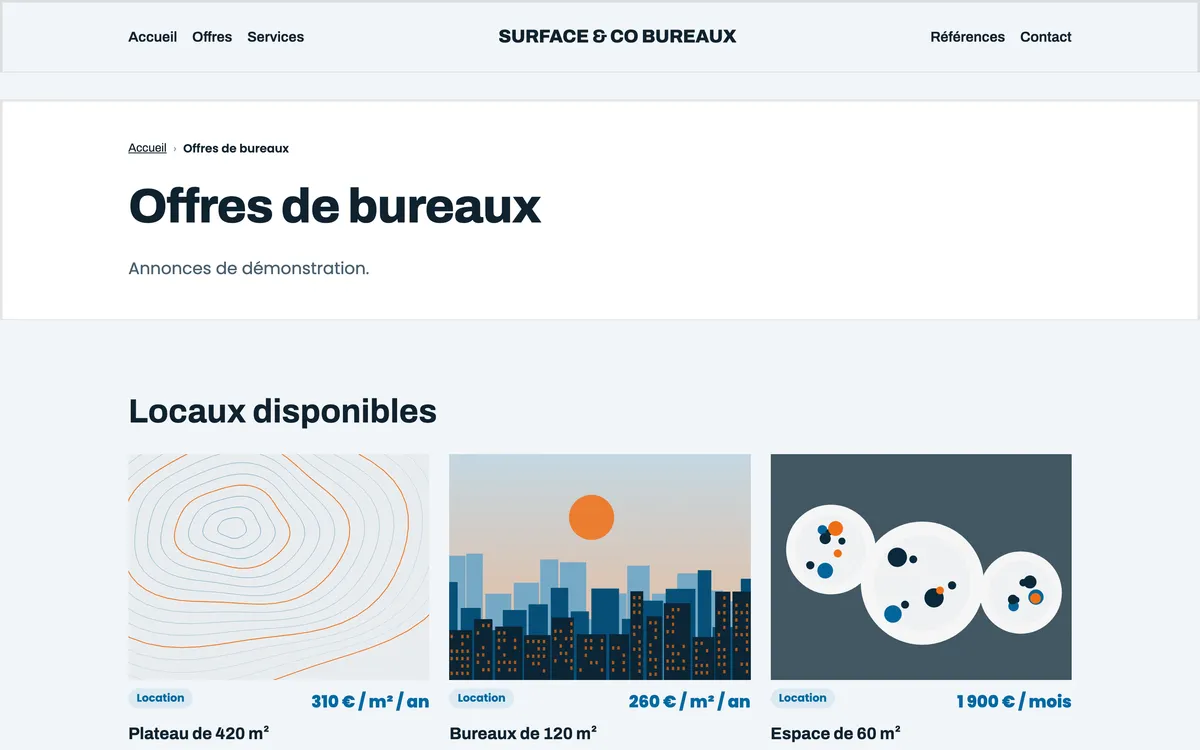 Accueil Offres Services SURFACE & CO BUREAUX Références Contact
Accueil › Offres de bureaux
Offres de bureaux
Annonces de démonstration.
Locaux disponibles
Location 310 € / m² / an
Plateau de 420 m²
Location 260 € / m² / an
Bureaux de 120 m²
Location 1 900 € / mois
Espace de 60 m²